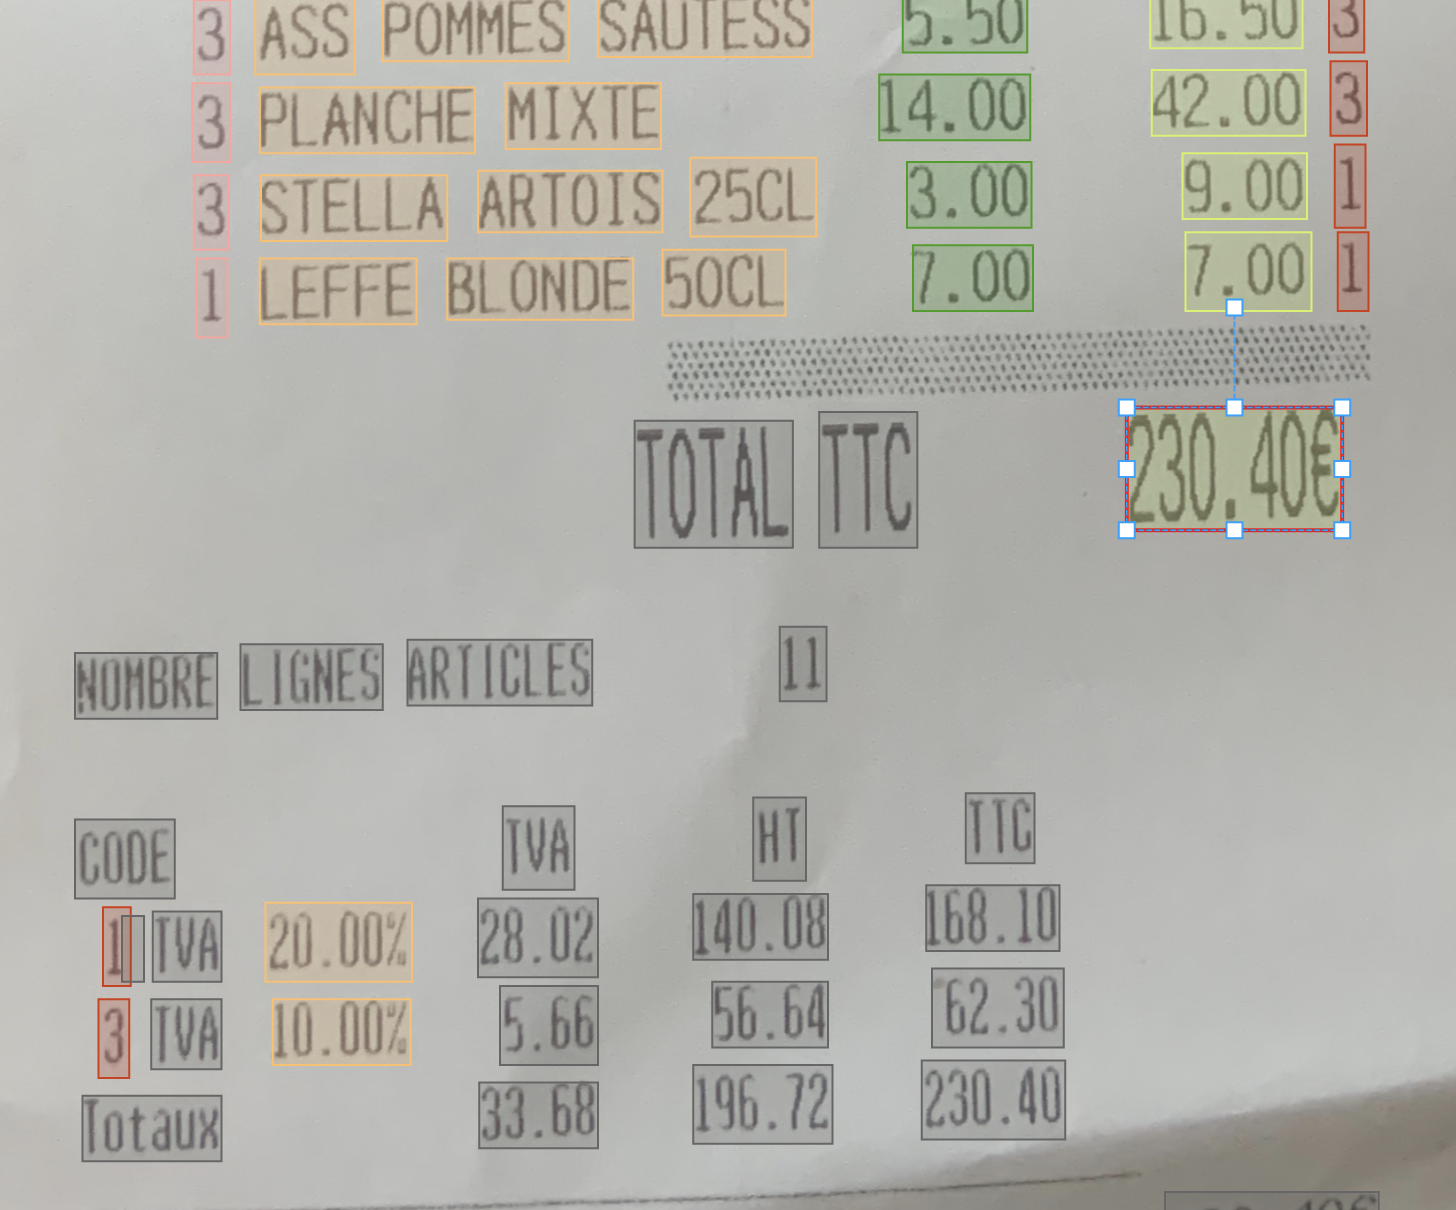 3 ASS POMMES SAUTESS 5.50 16.50 3
3 PLANCHE MIXTE 14.00 42.00 3
3 STELLA ARTOIS 25CL 3.00 9.00 1
1 LEFFE BLONDE 50CL 7.00 7.00 1
TOTAL TTC 230.40€
NOMBRE LIGNES ARTICLES 11
CODE TVA HT TTC
1 TVA 20.00% 28.02 140.08 168.10
3 TVA 10.00% 5.66 56.64 62.30
Totaux 33.68 196.72 230.40